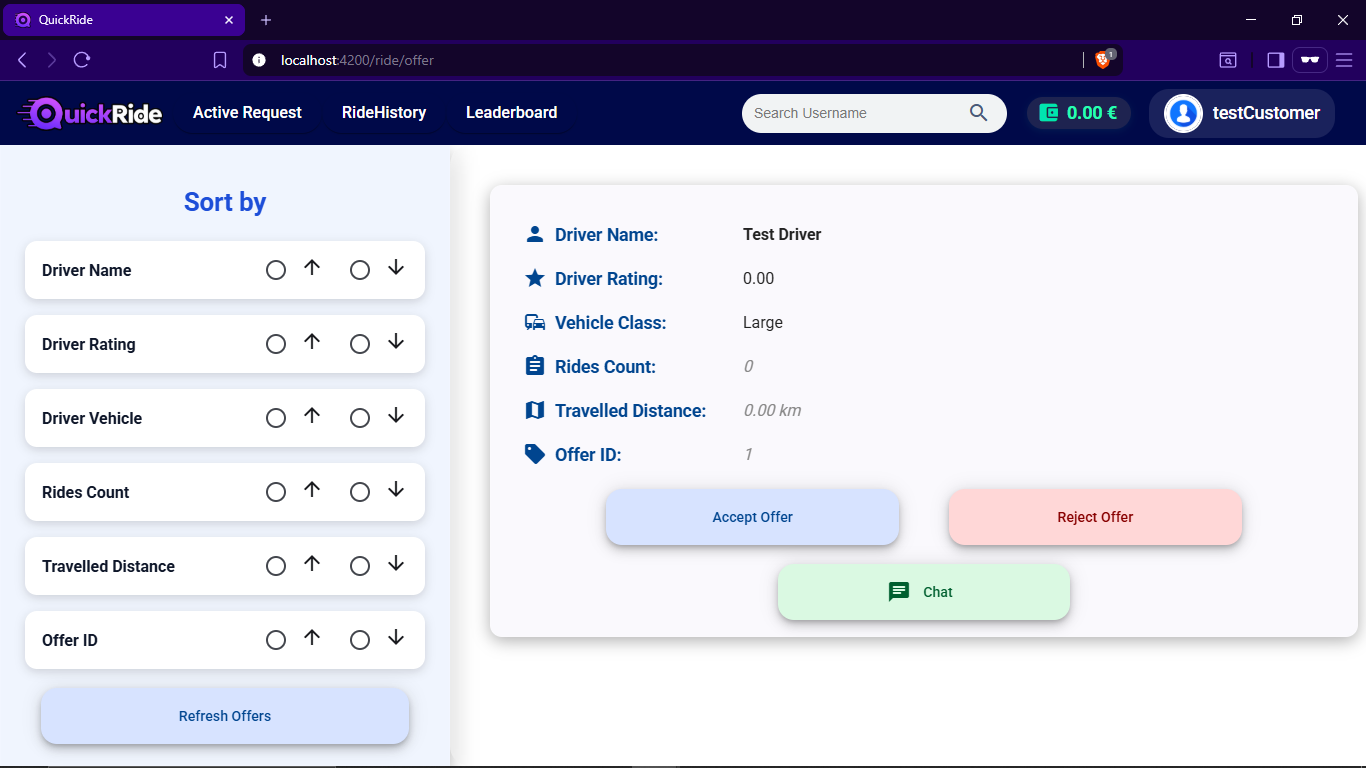 QuickRide
localhost:4200/ride/offer
1
QuickRide
Active Request
RideHistory
Leaderboard
Search Username
0.00 €
testCustomer
Sort by
Driver Name
Driver Rating
Driver Vehicle
Rides Count
Travelled Distance
Offer ID
Refresh Offers
Driver Name: Test Driver
Driver Rating: 0.00
Vehicle Class: Large
Rides Count: 0
Travelled Distance: 0.00 km
Offer ID: 1
Accept Offer
Reject Offer
Chat